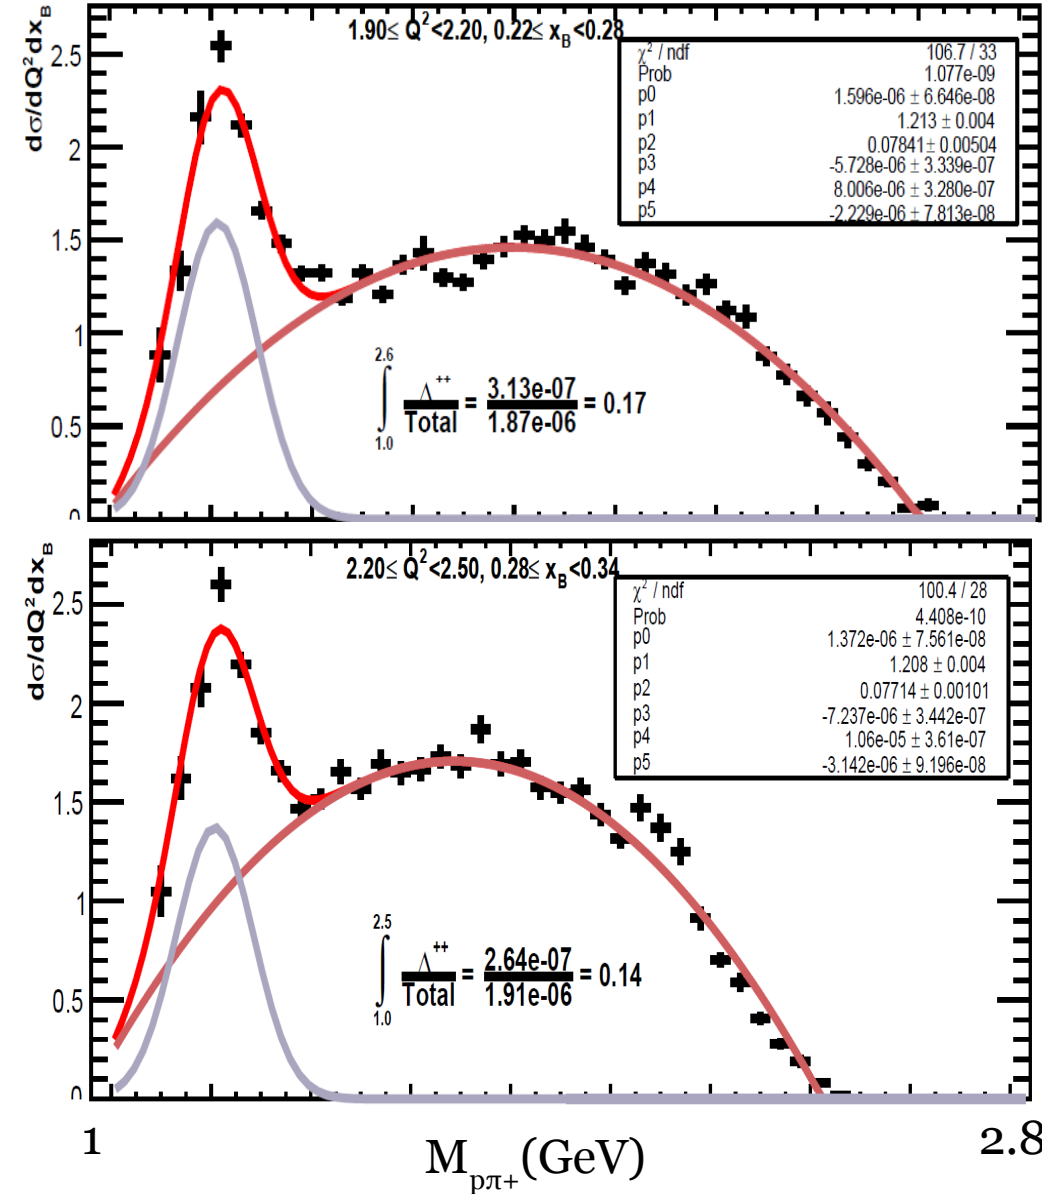 1.90≤ Q²<2.20, 0.22≤ x_B<0.28
dσ/dQ²dx_B
χ² / ndf 106.7 / 33
Prob 1.077e-09
p0 1.596e-06 ± 6.646e-08
p1 1.213 ± 0.004
p2 0.07841 ± 0.00504
p3 -5.728e-06 ± 3.339e-07
p4 8.006e-06 ± 3.280e-07
p5 -2.229e-06 ± 7.813e-08
2.5
2
1.5
1
0.5
0
2.6
∫ Δ⁺⁺/Total = 3.13e-07/1.87e-06 = 0.17
1.0
2.20≤ Q²<2.50, 0.28≤ x_B<0.34
dσ/dQ²dx_B
χ² / ndf 100.4 / 28
Prob 4.408e-10
p0 1.372e-06 ± 7.561e-08
p1 1.208 ± 0.004
p2 0.07714 ± 0.00101
p3 -7.237e-06 ± 3.442e-07
p4 1.06e-05 ± 3.61e-07
p5 -3.142e-06 ± 9.196e-08
2.5
2
1.5
1
0.5
0
2.5
∫ Δ⁺⁺/Total = 2.64e-07/1.91e-06 = 0.14
1.0
1 2.8
M_pπ+ (GeV)